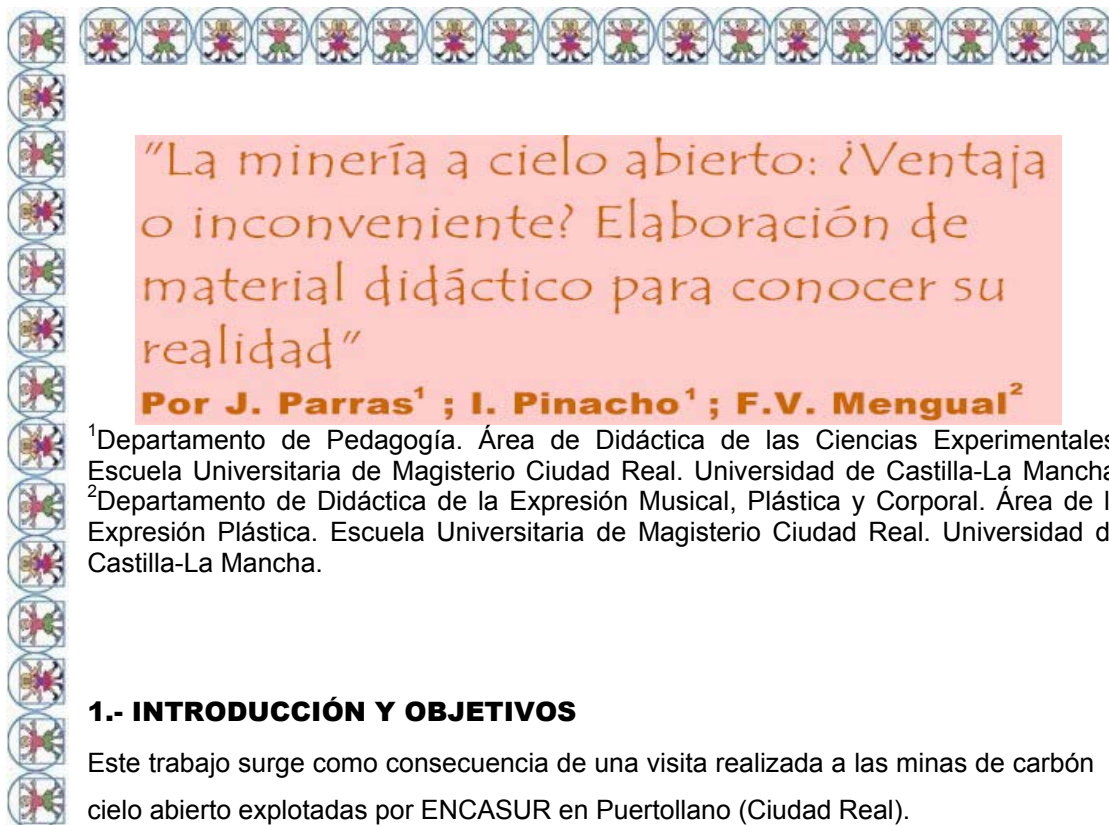 "La minería a cielo abierto: ¿Ventaja
o inconveniente? Elaboración de
material didáctico para conocer su
realidad"
Por J. Parras¹ ; I. Pinacho¹ ; F.V. Mengual²
¹Departamento de Pedagogía. Área de Didáctica de las Ciencias Experimentales
Escuela Universitaria de Magisterio Ciudad Real. Universidad de Castilla-La Mancha
²Departamento de Didáctica de la Expresión Musical, Plástica y Corporal. Área de l
Expresión Plástica. Escuela Universitaria de Magisterio Ciudad Real. Universidad d
Castilla-La Mancha.
1.- INTRODUCCIÓN Y OBJETIVOS
Este trabajo surge como consecuencia de una visita realizada a las minas de carbón
cielo abierto explotadas por ENCASUR en Puertollano (Ciudad Real).